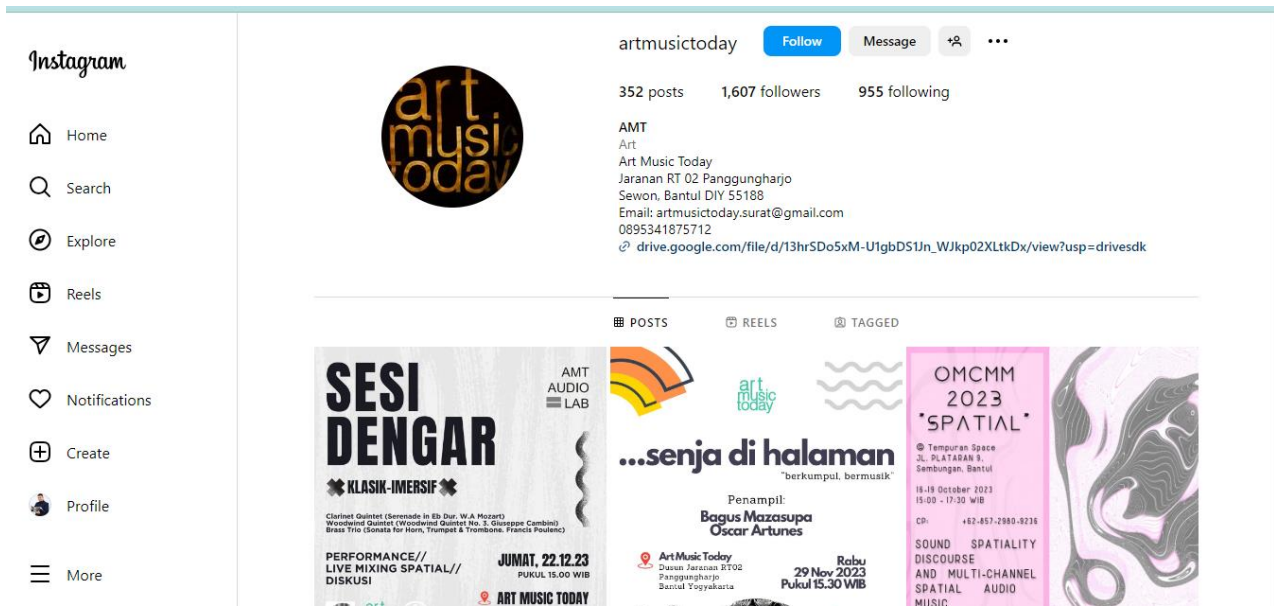 Instagram
Home
Search
Explore
Reels
Messages
Notifications
Create
Profile
More
art
music
today
artmusictoday
Follow
Message
352 posts 1,607 followers 955 following
AMT
Art
Art Music Today
Jaranan RT 02 Panggungharjo
Sewon, Bantul DIY 55188
Email: artmusictoday.surat@gmail.com
0895341875712
drive.google.com/file/d/13hrSDo5xM-U1gbDS1Jn_WJkp02XLtkDx/view?usp=drivesdk
POSTS REELS TAGGED
SESI
DENGAR
AMT
AUDIO
LAB
KLASIK-IMERSIF
Clarinet Quintet (Serenade in Eb Dur. W.A Mozart)
Woodwind Quintet (Woodwind Quintet No. 3. Giuseppe Cambini)
Brass Trio (Sonata for Horn, Trumpet & Trombone. Francis Poulenc)
PERFORMANCE//
LIVE MIXING SPATIAL//
DISKUSI
JUMAT, 22.12.23
PUKUL 15.00 WIB
ART MUSIC TODAY
art
art
music
today
...senja di halaman
"berkumpul, bermusik"
Penampil:
Bagus Mazasupa
Oscar Artunes
Art Music Today
Dusun Jaranan RT02
Panggungharjo
Bantul Yogyakarta
Rabu
29 Nov 2023
Pukul 15.30 WIB
OMCMM
2023
"SPATIAL"
@ Tempuran Space
JL. PLATARAN 9,
Sembungan, Bantul
16-19 October 2023
15:00 - 17:30 WIB
CP: +62-857-2980-9236
SOUND SPATIALITY
DISCOURSE
AND MULTI-CHANNEL
SPATIAL AUDIO
MUSIC